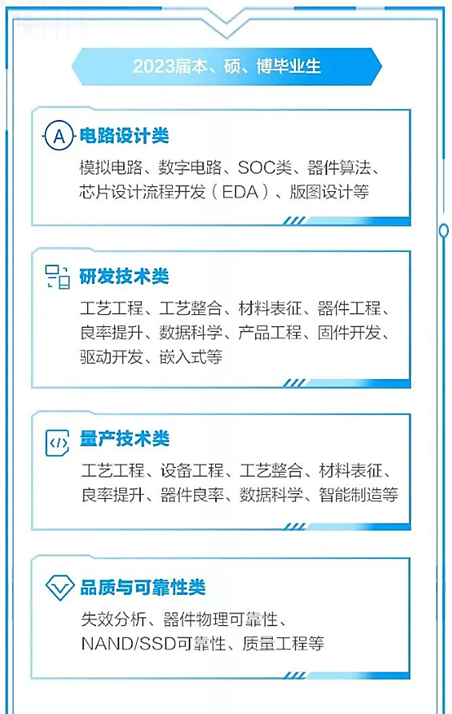 2023届本、硕、博毕业生
A 电路设计类
模拟电路、数字电路、SOC类、器件算法、
芯片设计流程开发（EDA）、版图设计等
研发技术类
工艺工程、工艺整合、材料表征、器件工程、
良率提升、数据科学、产品工程、固件开发、
驱动开发、嵌入式等
</> 量产技术类
工艺工程、设备工程、工艺整合、材料表征、
良率提升、器件良率、数据科学、智能制造等
品质与可靠性类
失效分析、器件物理可靠性、
NAND/SSD可靠性、质量工程等